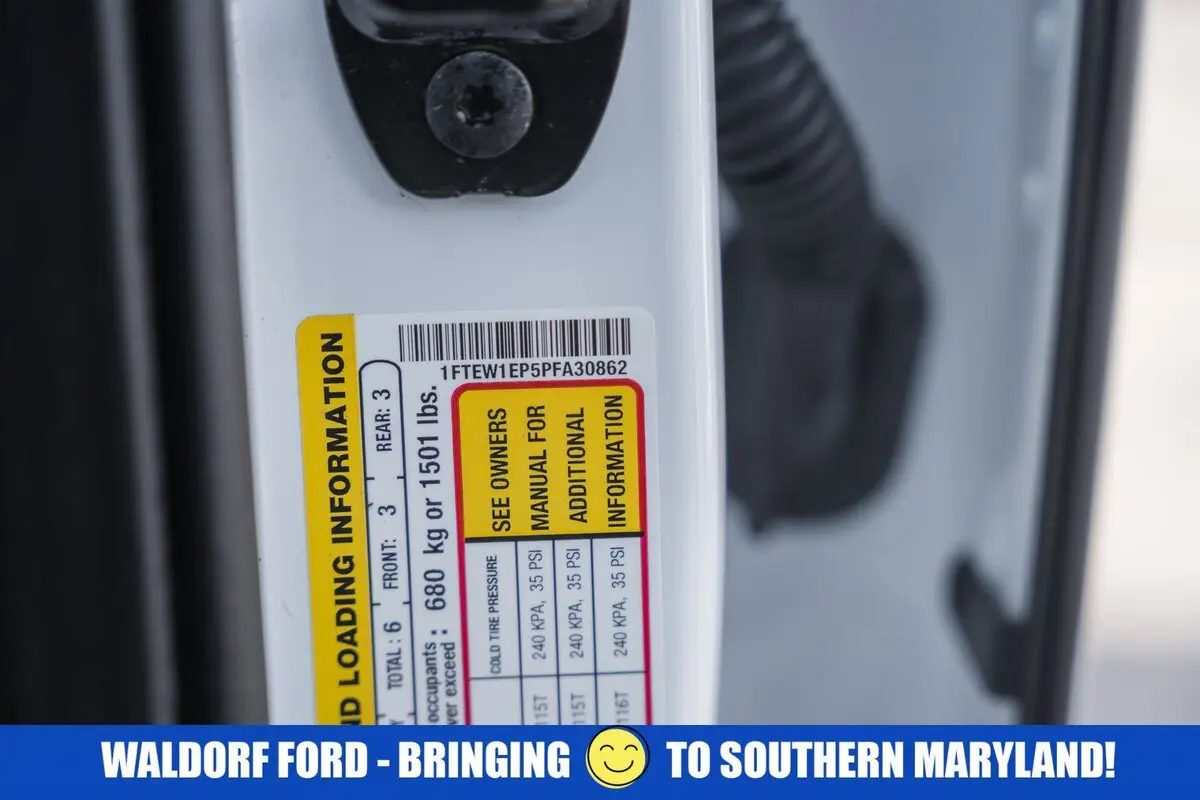 1FTEW1EP5PFA30862
ND LOADING INFORMATION
TOTAL : 6 FRONT: 3 REAR: 3
occupants :
ver exceed : 680 kg or 1501 lbs.
COLD TIRE PRESSURE
SEE OWNERS
MANUAL FOR
ADDITIONAL
INFORMATION
115T 240 KPA, 35 PSI
115T 240 KPA, 35 PSI
116T 240 KPA, 35 PSI
WALDORF FORD - BRINGING TO SOUTHERN MARYLAND!